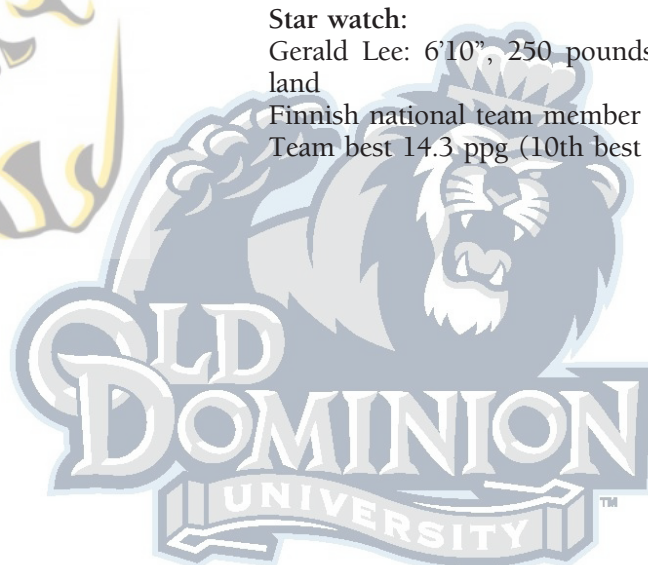 Star watch:
Gerald Lee: 6’10”, 250 pounds
land
Finnish national team member
Team best 14.3 ppg (10th best
OLD
DOMINION
UNIVERSITY
TM